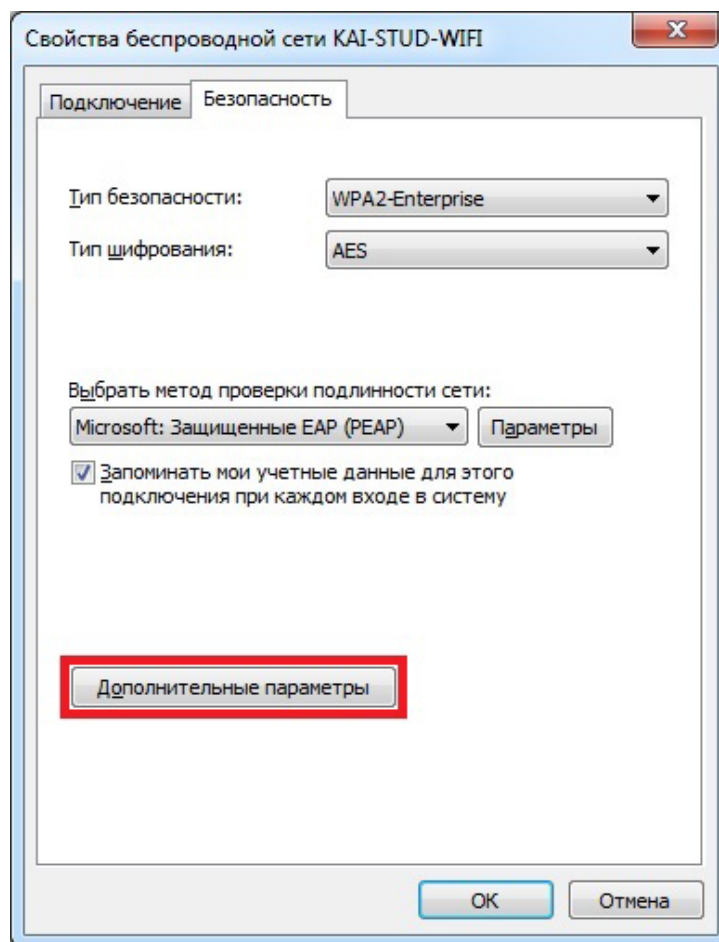 Свойства беспроводной сети KAI-STUD-WIFI
Подключение Безопасность
Тип безопасности: WPA2-Enterprise
Тип шифрования: AES
Выбрать метод проверки подлинности сети:
Microsoft: Защищенные EAP (PEAP) Параметры
Запоминать мои учетные данные для этого
подключения при каждом входе в систему
Дополнительные параметры
ОК Отмена